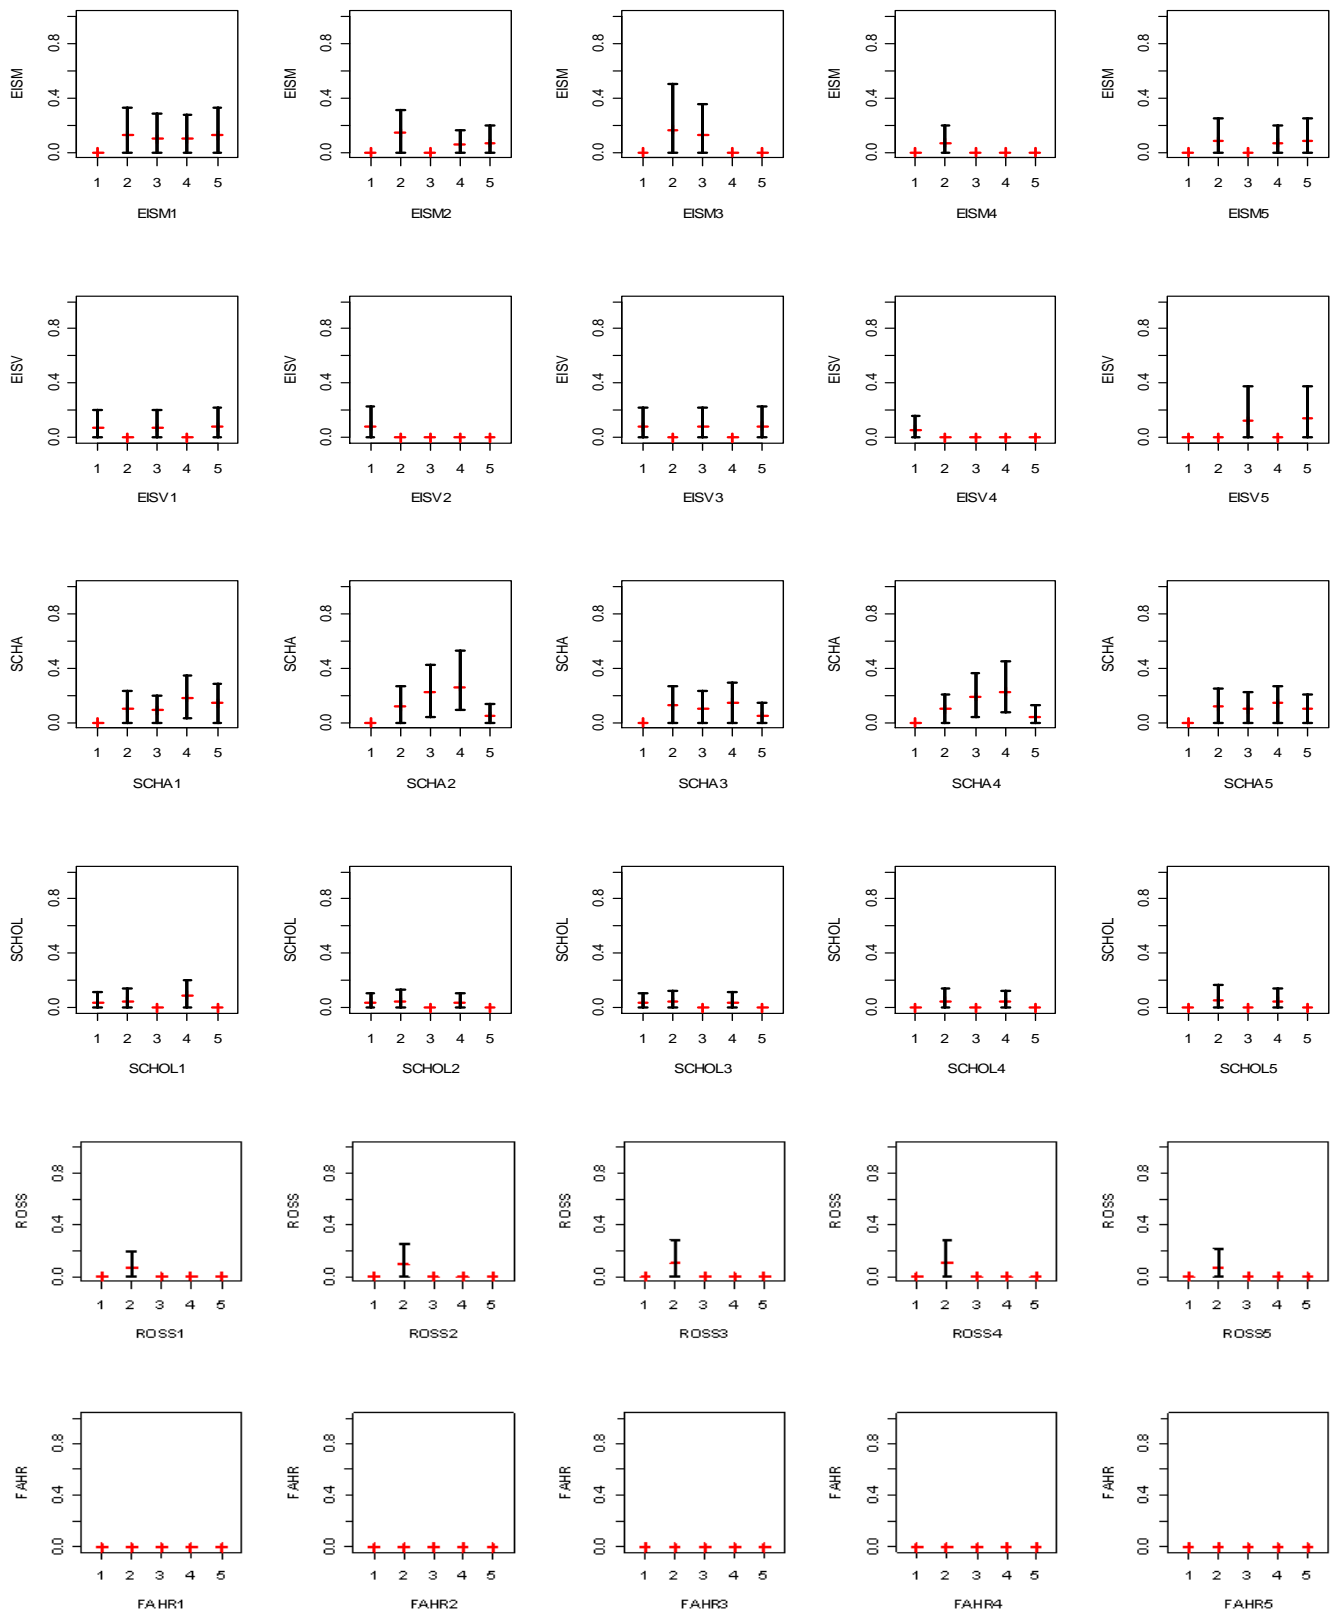 EISM 0.0 0.4 0.8 1 2 3 4 5 EISM1
EISM 0.0 0.4 0.8 1 2 3 4 5 EISM2
EISM 0.0 0.4 0.8 1 2 3 4 5 EISM3
EISM 0.0 0.4 0.8 1 2 3 4 5 EISM4
EISM 0.0 0.4 0.8 1 2 3 4 5 EISM5
EISV 0.0 0.4 0.8 1 2 3 4 5 EISV1
EISV 0.0 0.4 0.8 1 2 3 4 5 EISV2
EISV 0.0 0.4 0.8 1 2 3 4 5 EISV3
EISV 0.0 0.4 0.8 1 2 3 4 5 EISV4
EISV 0.0 0.4 0.8 1 2 3 4 5 EISV5
SCHA 0.0 0.4 0.8 1 2 3 4 5 SCHA1
SCHA 0.0 0.4 0.8 1 2 3 4 5 SCHA2
SCHA 0.0 0.4 0.8 1 2 3 4 5 SCHA3
SCHA 0.0 0.4 0.8 1 2 3 4 5 SCHA4
SCHA 0.0 0.4 0.8 1 2 3 4 5 SCHA5
SCHOL 0.0 0.4 0.8 1 2 3 4 5 SCHOL1
SCHOL 0.0 0.4 0.8 1 2 3 4 5 SCHOL2
SCHOL 0.0 0.4 0.8 1 2 3 4 5 SCHOL3
SCHOL 0.0 0.4 0.8 1 2 3 4 5 SCHOL4
SCHOL 0.0 0.4 0.8 1 2 3 4 5 SCHOL5
ROSS 0.0 0.4 0.8 1 2 3 4 5 ROSS1
ROSS 0.0 0.4 0.8 1 2 3 4 5 ROSS2
ROSS 0.0 0.4 0.8 1 2 3 4 5 ROSS3
ROSS 0.0 0.4 0.8 1 2 3 4 5 ROSS4
ROSS 0.0 0.4 0.8 1 2 3 4 5 ROSS5
FAHR 0.0 0.4 0.8 1 2 3 4 5 FAHR1
FAHR 0.0 0.4 0.8 1 2 3 4 5 FAHR2
FAHR 0.0 0.4 0.8 1 2 3 4 5 FAHR3
FAHR 0.0 0.4 0.8 1 2 3 4 5 FAHR4
FAHR 0.0 0.4 0.8 1 2 3 4 5 FAHR5